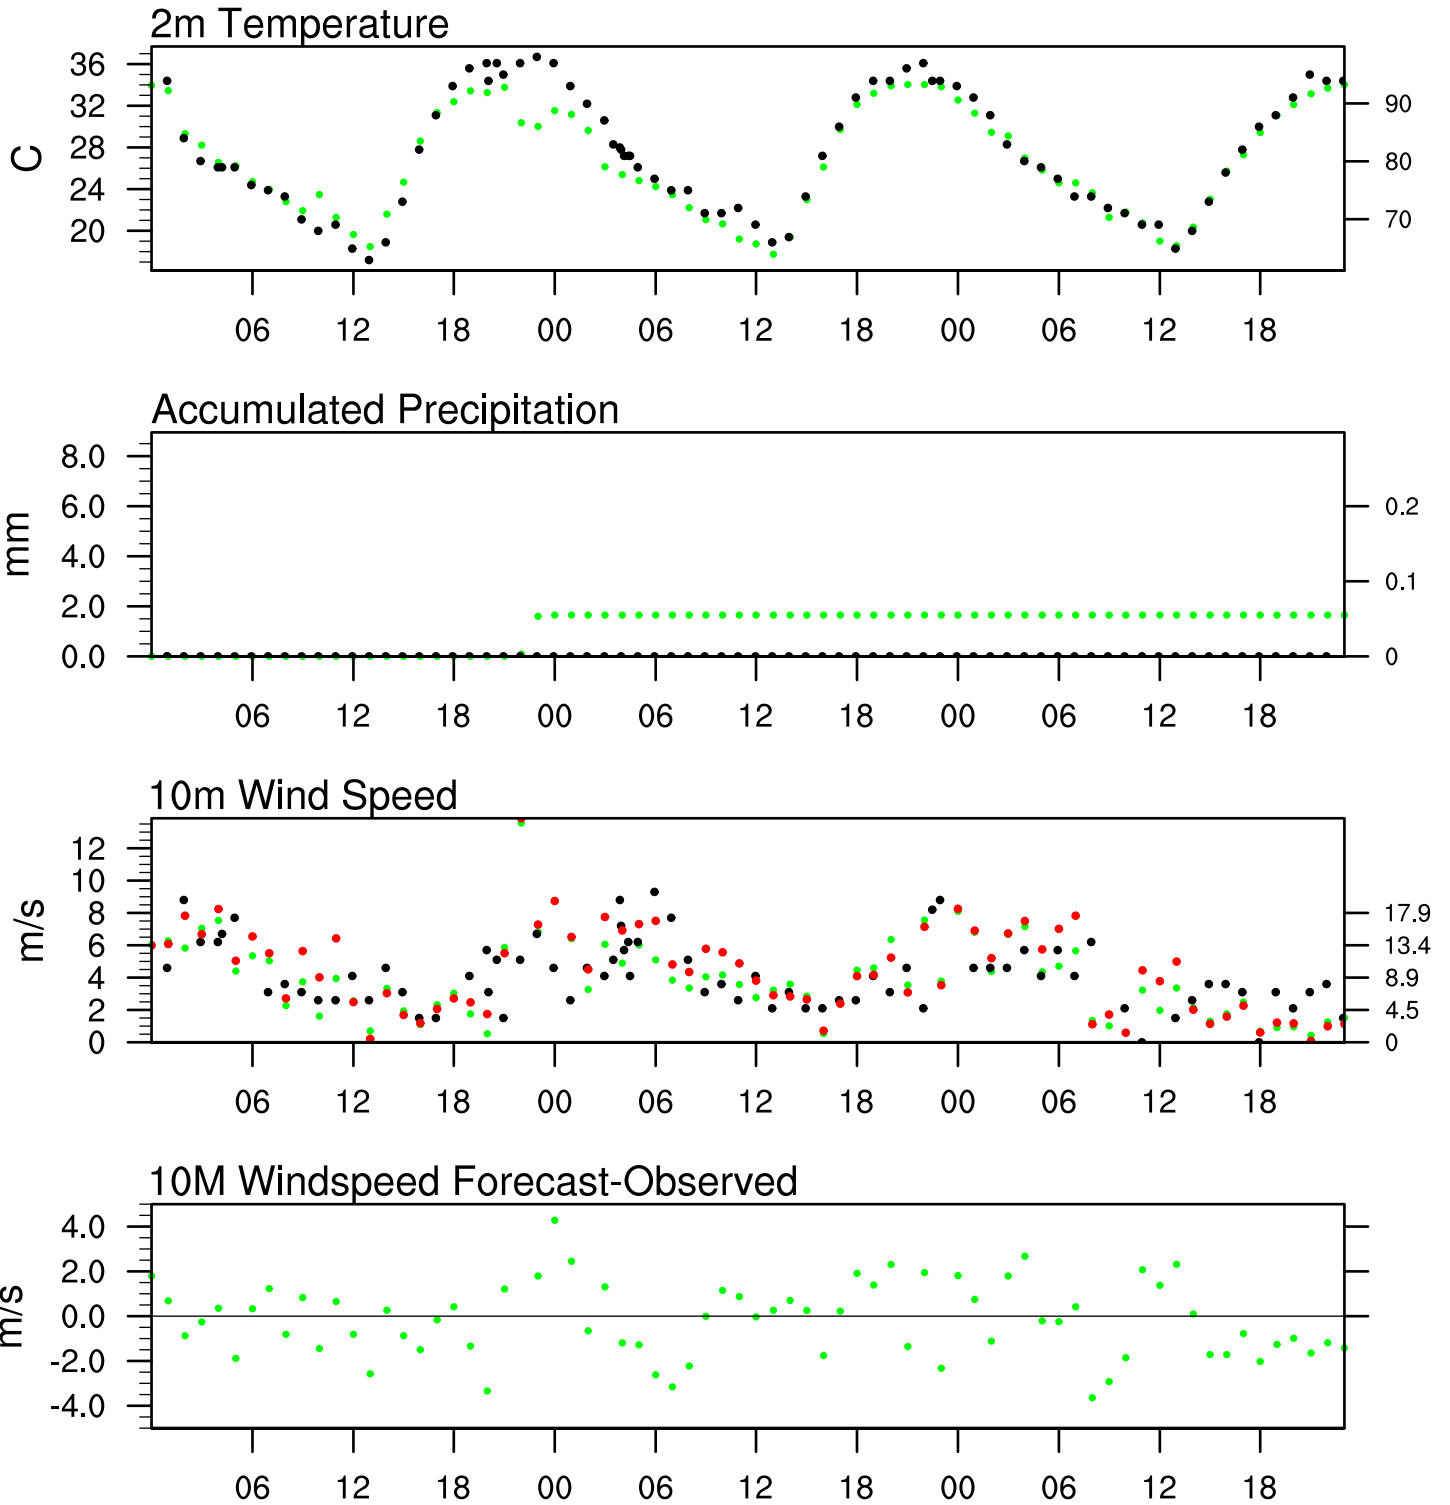 2m Temperature
36
32
28
24
20
C
90
80
70
06 12 18 00 06 12 18 00 06 12 18
Accumulated Precipitation
8.0
6.0
4.0
2.0
0.0
mm
0.2
0.1
0
06 12 18 00 06 12 18 00 06 12 18
10m Wind Speed
12
10
8
6
4
2
0
m/s
17.9
13.4
8.9
4.5
0
06 12 18 00 06 12 18 00 06 12 18
10M Windspeed Forecast-Observed
4.0
2.0
0.0
-2.0
-4.0
m/s
06 12 18 00 06 12 18 00 06 12 18